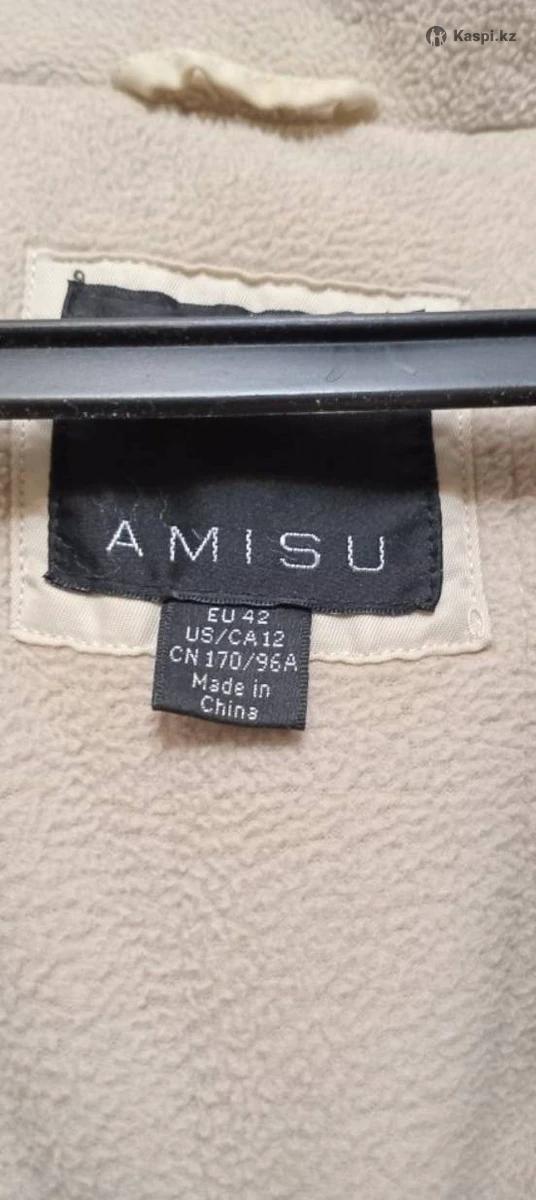 Kaspi.kz
AMISU
EU 42
US/CA 12
CN 170/96A
Made in
China